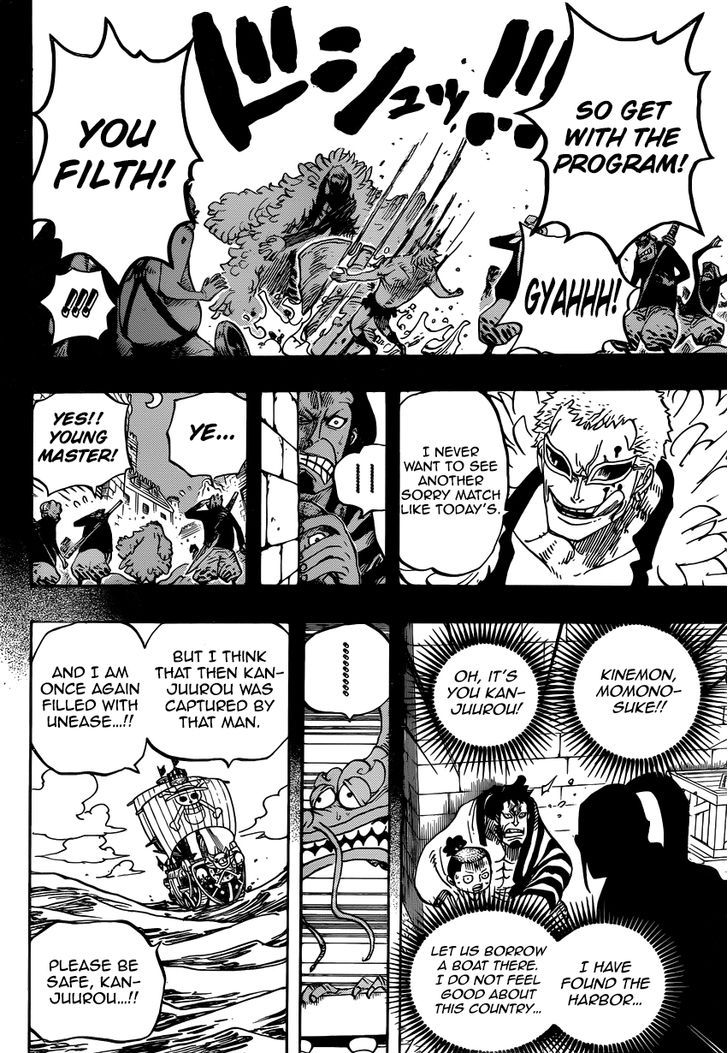 ドシュッ!!!
SO GET
WITH THE
PROGRAM!
GYAHHH!
YOU
FILTH!
!!!
I NEVER
WANT TO SEE
ANOTHER
SORRY MATCH
LIKE TODAY'S.
YE...
YES!!
YOUNG
MASTER!
KINEMON,
MOMONO-
SUKE!!
OH, IT'S
YOU KAN-
JUUROU!
I HAVE
FOUND THE
HARBOR...
LET US BORROW
A BOAT THERE.
I DO NOT FEEL
GOOD ABOUT
THIS COUNTRY...
BUT I THINK
THAT THEN KAN-
JUUROU WAS
CAPTURED BY
THAT MAN.
AND I AM
ONCE AGAIN
FILLED WITH
UNEASE...!!
PLEASE BE
SAFE, KAN-
JUUROU...!!